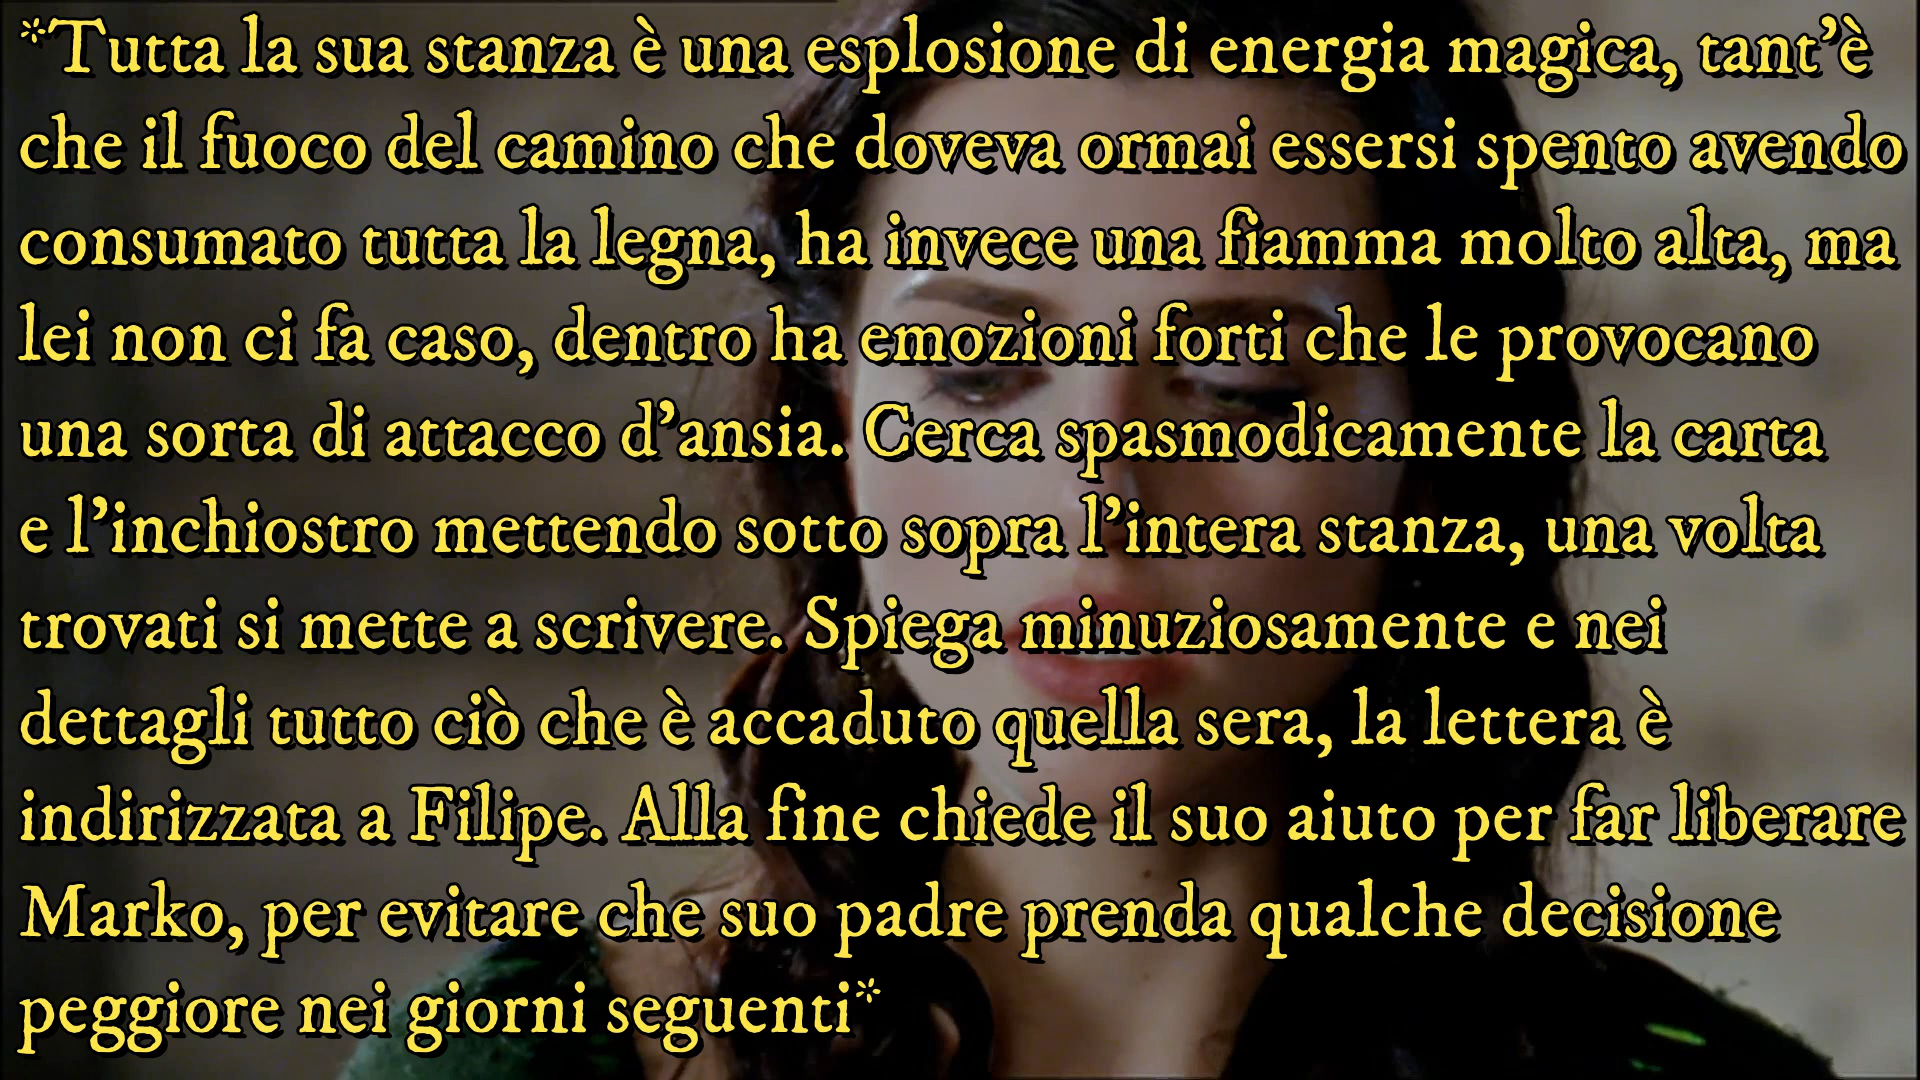 *Tutta la sua stanza è una esplosione di energia magica, tant’è
che il fuoco del camino che doveva ormai essersi spento avendo
consumato tutta la legna, ha invece una fiamma molto alta, ma
lei non ci fa caso, dentro ha emozioni forti che le provocano
una sorta di attacco d’ansia. Cerca spasmodicamente la carta
e l’inchiostro mettendo sotto sopra l’intera stanza, una volta
trovati si mette a scrivere. Spiega minuziosamente e nei
dettagli tutto ciò che è accaduto quella sera, la lettera è
indirizzata a Filipe. Alla fine chiede il suo aiuto per far liberare
Marko, per evitare che suo padre prenda qualche decisione
peggiore nei giorni seguenti*